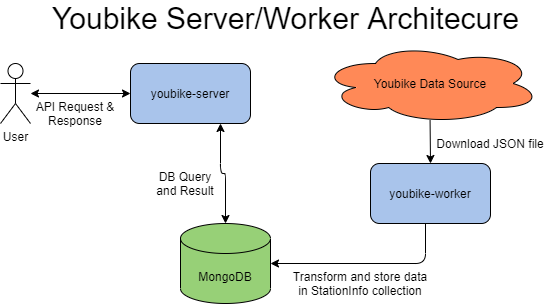 Youbike Server/Worker Architecure
youbike-server
Youbike Data Source
API Request &
Response
User
Download JSON file
DB Query
and Result
youbike-worker
MongoDB
Transform and store data
in StationInfo collection